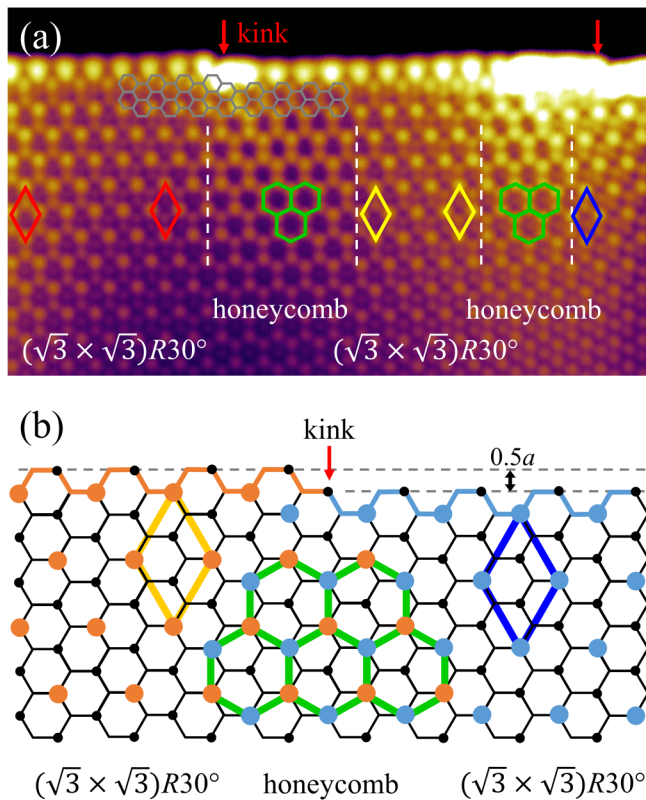 (a)
kink
honeycomb
honeycomb
(√3 × √3)R30°
(√3 × √3)R30°
(b)
kink
0.5a
(√3 × √3)R30°
honeycomb
(√3 × √3)R30°